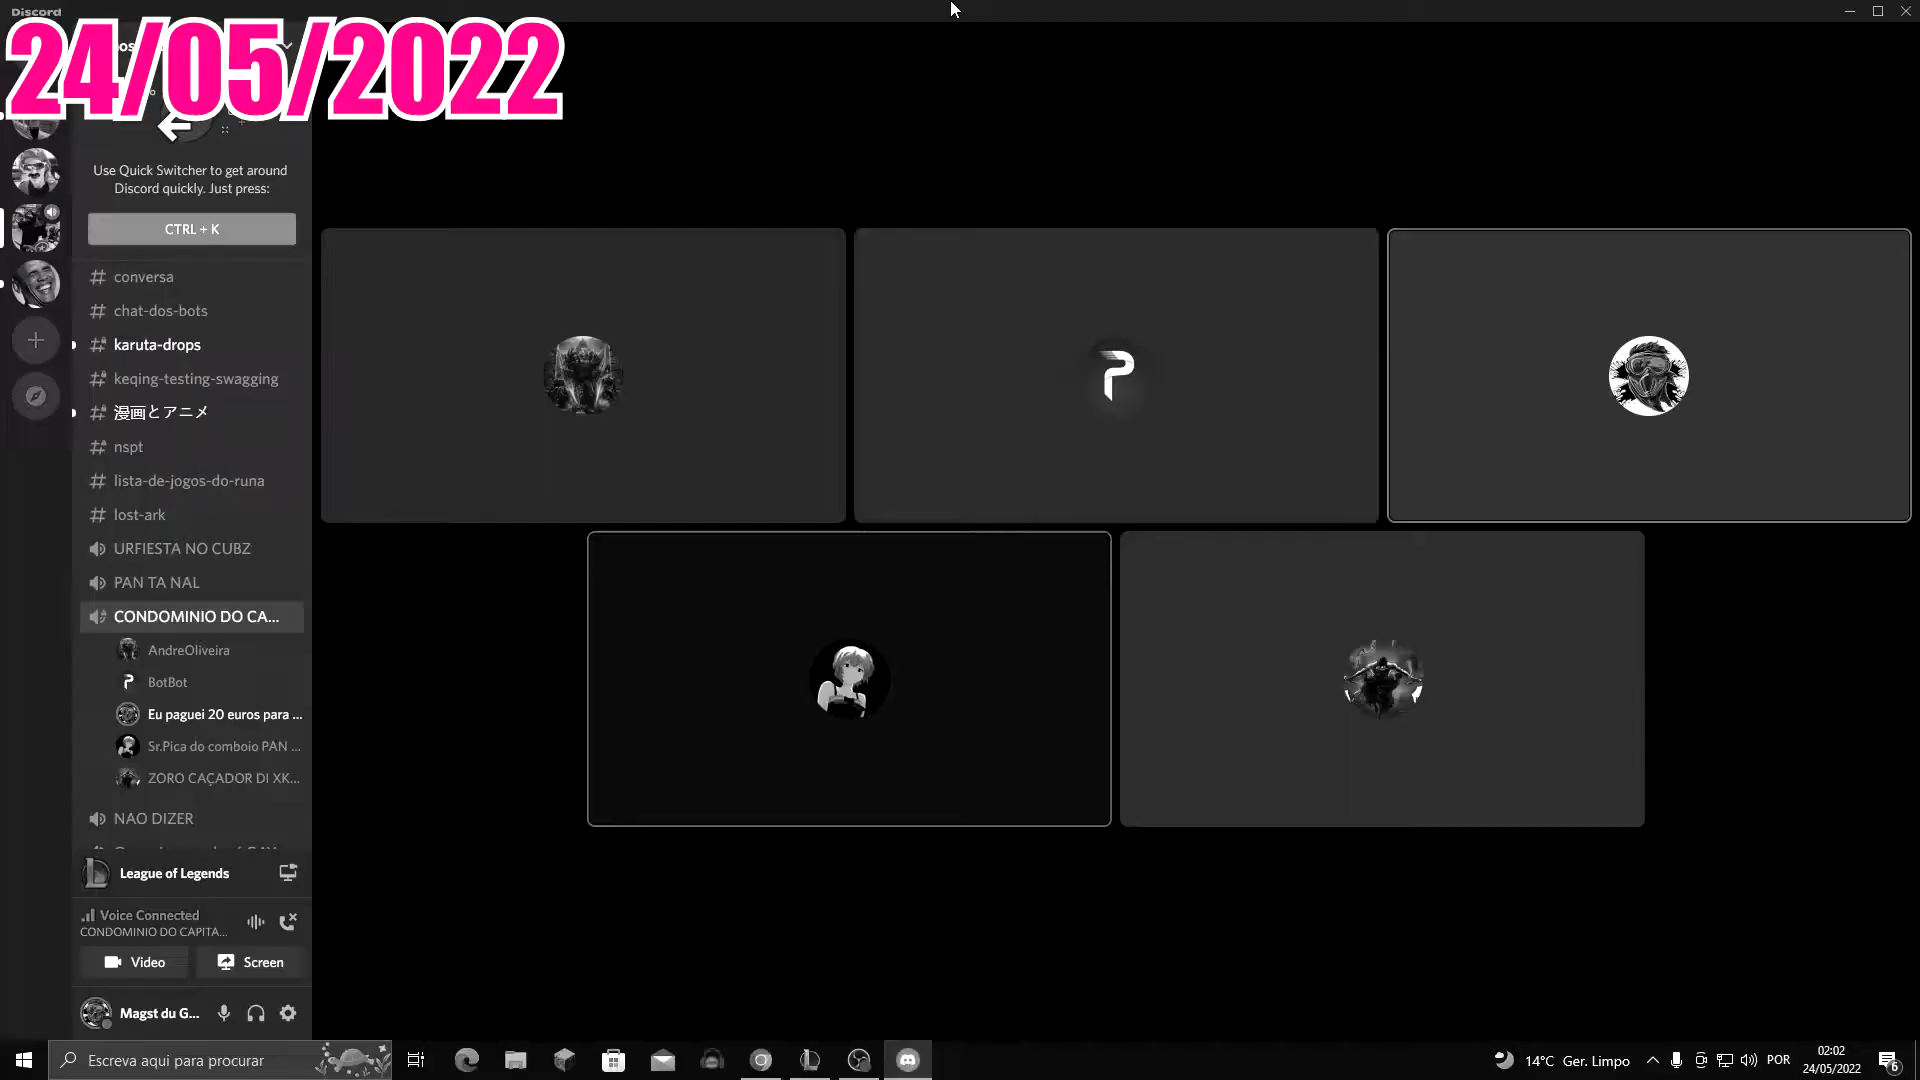 Discord
24/05/2022
Use Quick Switcher to get around
Discord quickly. Just press:
CTRL + K
conversa
chat-dos-bots
karuta-drops
keqing-testing-swagging
漫画とアニメ
nspt
lista-de-jogos-do-runa
lost-ark
URFIESTA NO CUBZ
PAN TA NAL
CONDOMINIO DO CA...
AndreOliveira
BotBot
Eu paguei 20 euros para ...
Sr.Pica do comboio PAN ...
ZORO CAÇADOR DI XK...
NAO DIZER
League of Legends
Voice Connected
CONDOMINIO DO CAPITA...
Video
Screen
Magst du G...
Escreva aqui para procurar
14°C Ger. Limpo
POR
02:02
24/05/2022
6